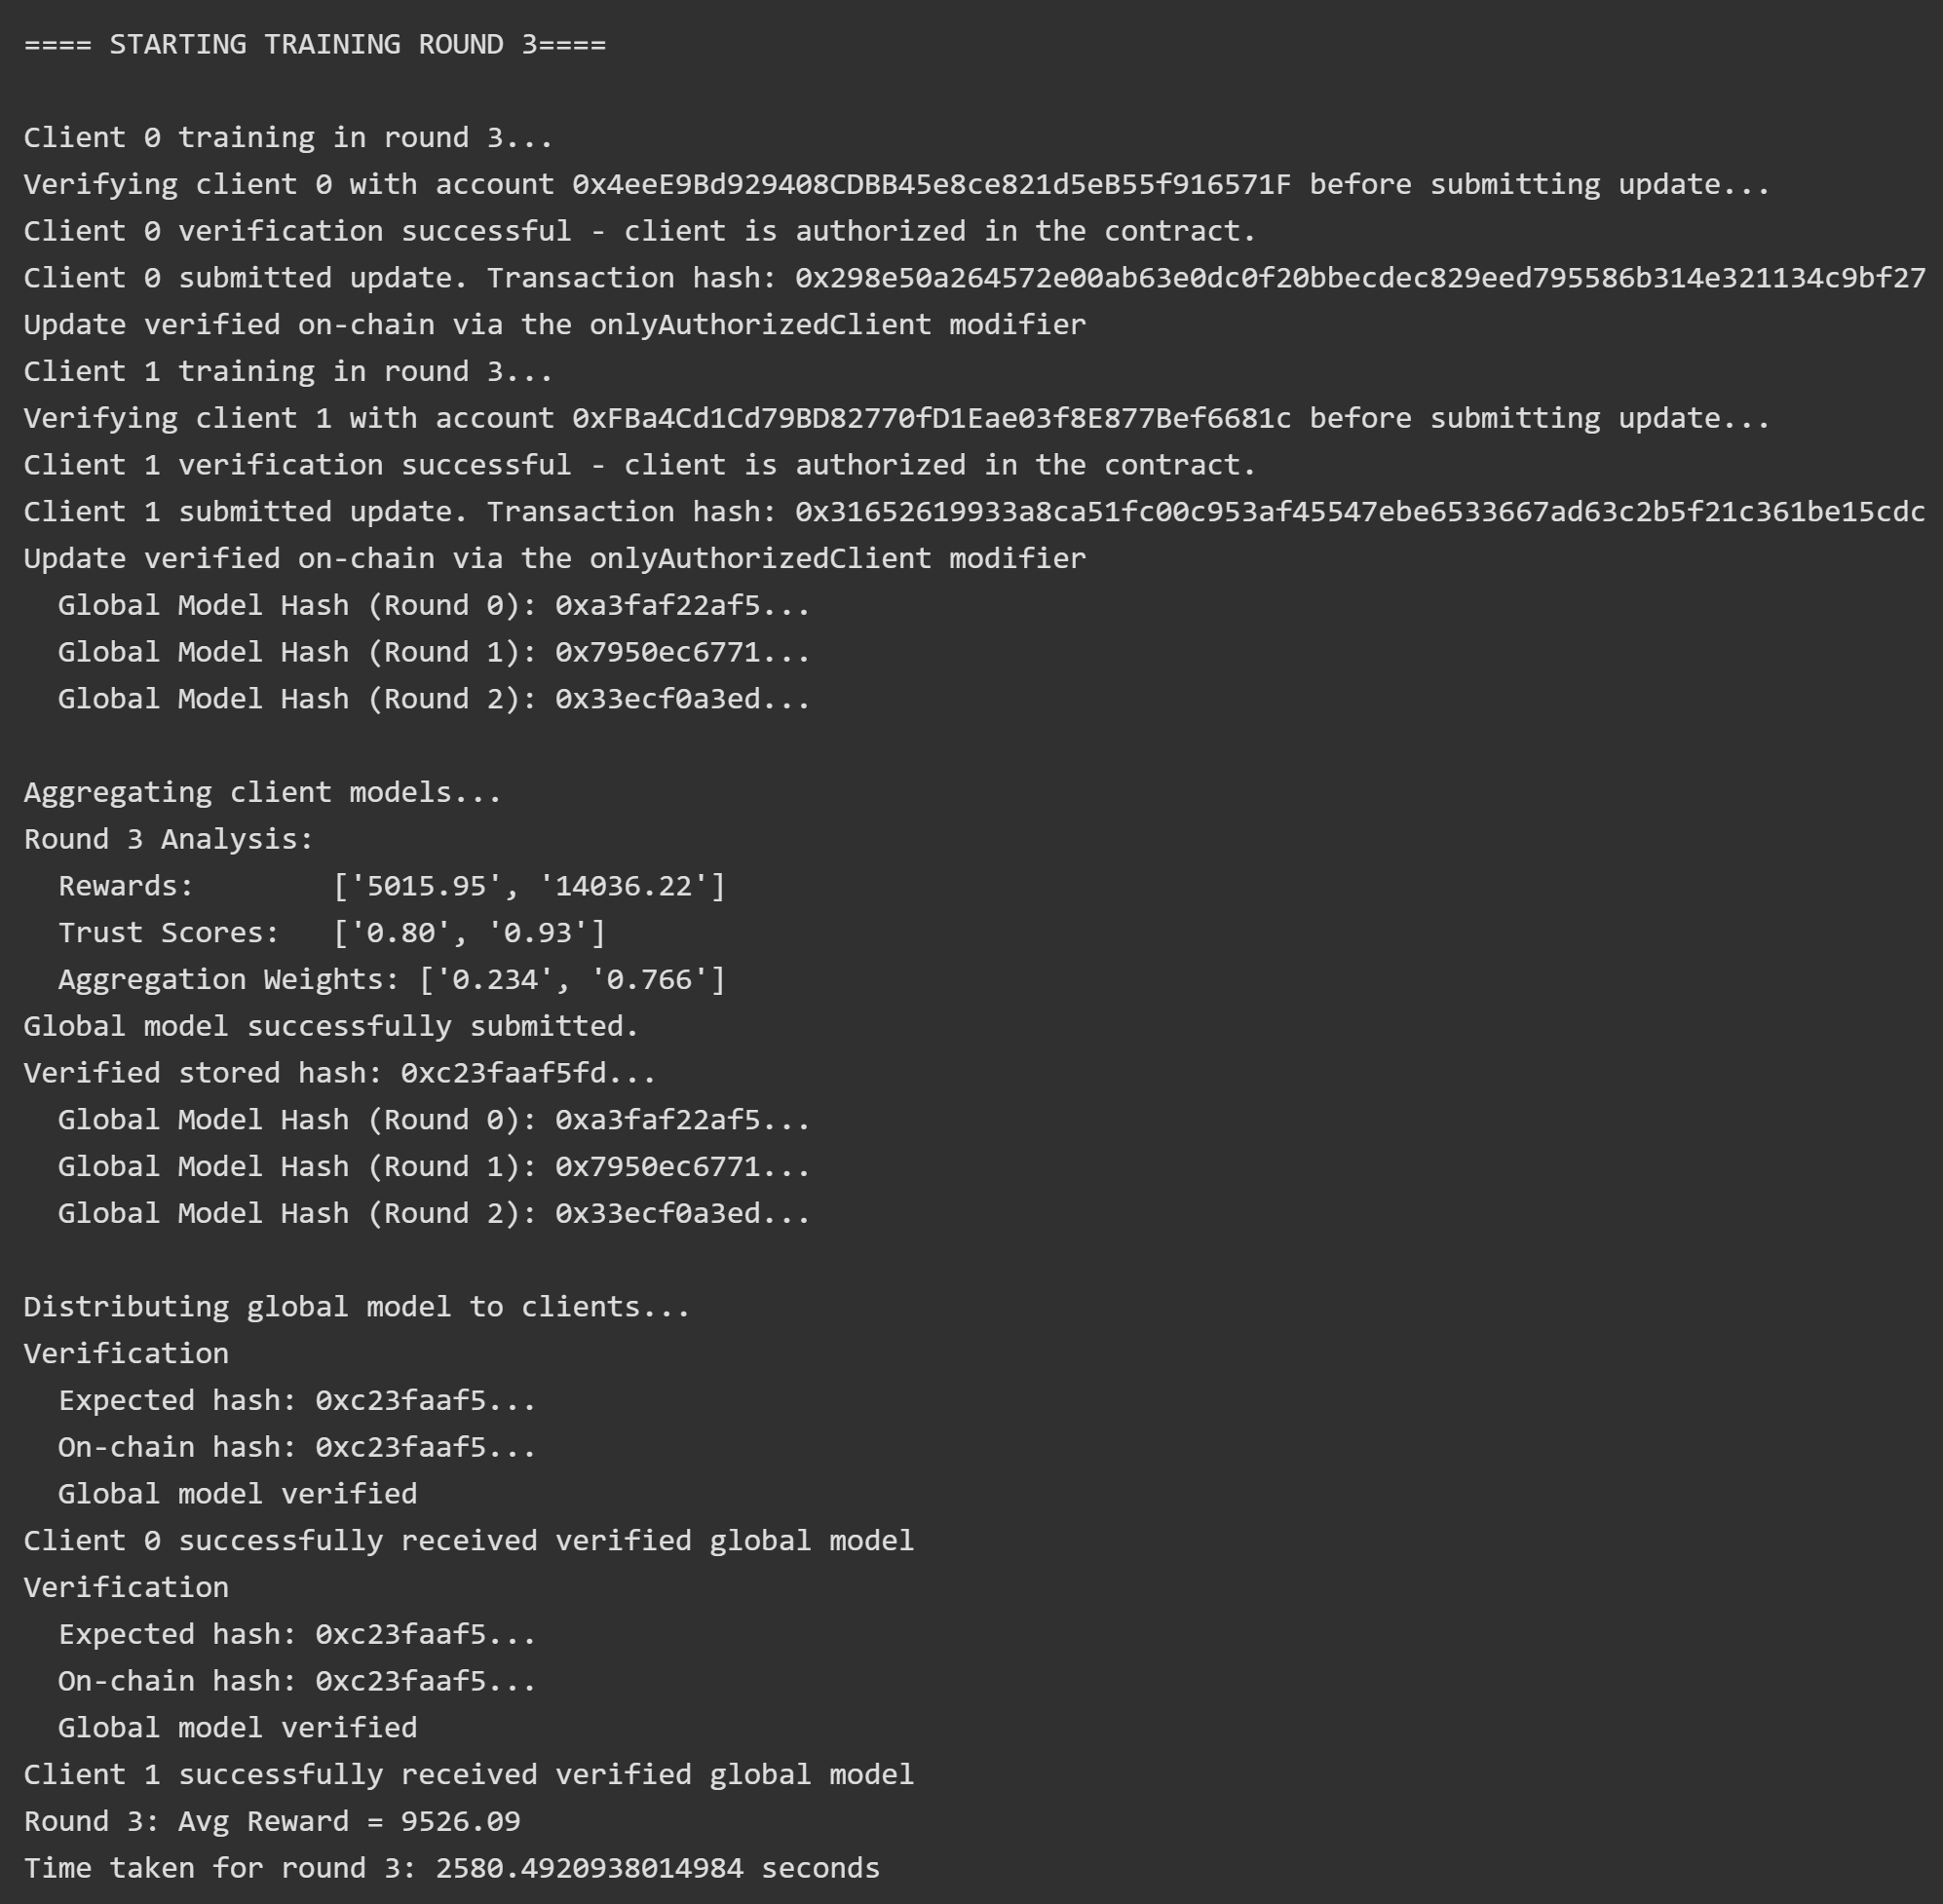 ==== STARTING TRAINING ROUND 3====
Client 0 training in round 3...
Verifying client 0 with account 0x4eeE9Bd929408CDBB45e8ce821d5eB55f916571F before submitting update...
Client 0 verification successful - client is authorized in the contract.
Client 0 submitted update. Transaction hash: 0x298e50a264572e00ab63e0dc0f20bbecdec829eed795586b314e321134c9bf27
Update verified on-chain via the onlyAuthorizedClient modifier
Client 1 training in round 3...
Verifying client 1 with account 0xFBa4Cd1Cd79BD82770fD1Eae03f8E877Bef6681c before submitting update...
Client 1 verification successful - client is authorized in the contract.
Client 1 submitted update. Transaction hash: 0x31652619933a8ca51fc00c953af45547ebe6533667ad63c2b5f21c361be15cdc
Update verified on-chain via the onlyAuthorizedClient modifier
  Global Model Hash (Round 0): 0xa3faf22af5...
  Global Model Hash (Round 1): 0x7950ec6771...
  Global Model Hash (Round 2): 0x33ecf0a3ed...
Aggregating client models...
Round 3 Analysis:
  Rewards:        ['5015.95', '14036.22']
  Trust Scores:   ['0.80', '0.93']
  Aggregation Weights: ['0.234', '0.766']
Global model successfully submitted.
Verified stored hash: 0xc23faaf5fd...
  Global Model Hash (Round 0): 0xa3faf22af5...
  Global Model Hash (Round 1): 0x7950ec6771...
  Global Model Hash (Round 2): 0x33ecf0a3ed...
Distributing global model to clients...
Verification
  Expected hash: 0xc23faaf5...
  On-chain hash: 0xc23faaf5...
  Global model verified
Client 0 successfully received verified global model
Verification
  Expected hash: 0xc23faaf5...
  On-chain hash: 0xc23faaf5...
  Global model verified
Client 1 successfully received verified global model
Round 3: Avg Reward = 9526.09
Time taken for round 3: 2580.4920938014984 seconds